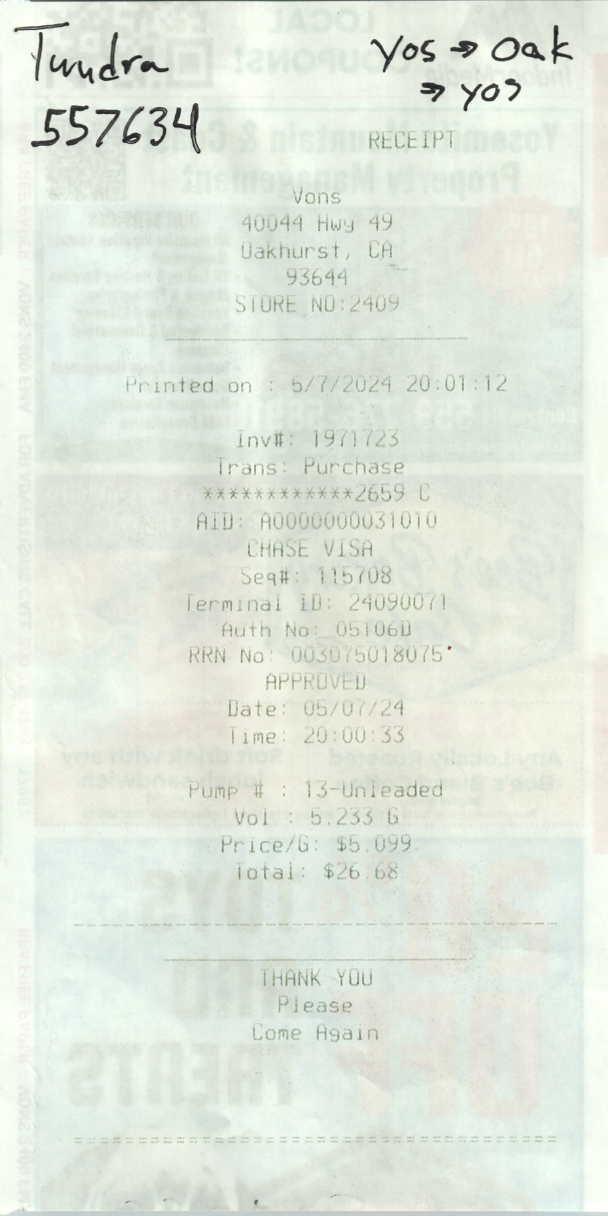 Tundra
557634
Yos → Oak
→ Yos
RECEIPT
Vons
40044 Hwy 49
Oakhurst, CA
93644
STORE NO:2409
Printed on : 5/7/2024 20:01:12
Inv#: 1971723
Trans: Purchase
************2659 C
AID: A0000000031010
CHASE VISA
Seq#: 115708
Terminal ID: 24090071
Auth No: 05106D
RRN No: 003075018075
APPROVED
Date: 05/07/24
Time: 20:00:33
Pump # : 13-Unleaded
Vol : 5.233 G
Price/G: $5.099
Total: $26.68
THANK YOU
Please
Come Again